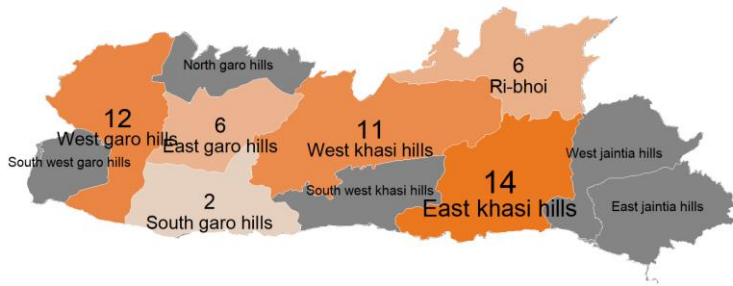 North garo hills
6
Ri-bhoi
12
West garo hills
6
East garo hills
11
West khasi hills
West jaintia hills
South west garo hills
South west khasi hills
14
East khasi hills
2
South garo hills
East jaintia hills